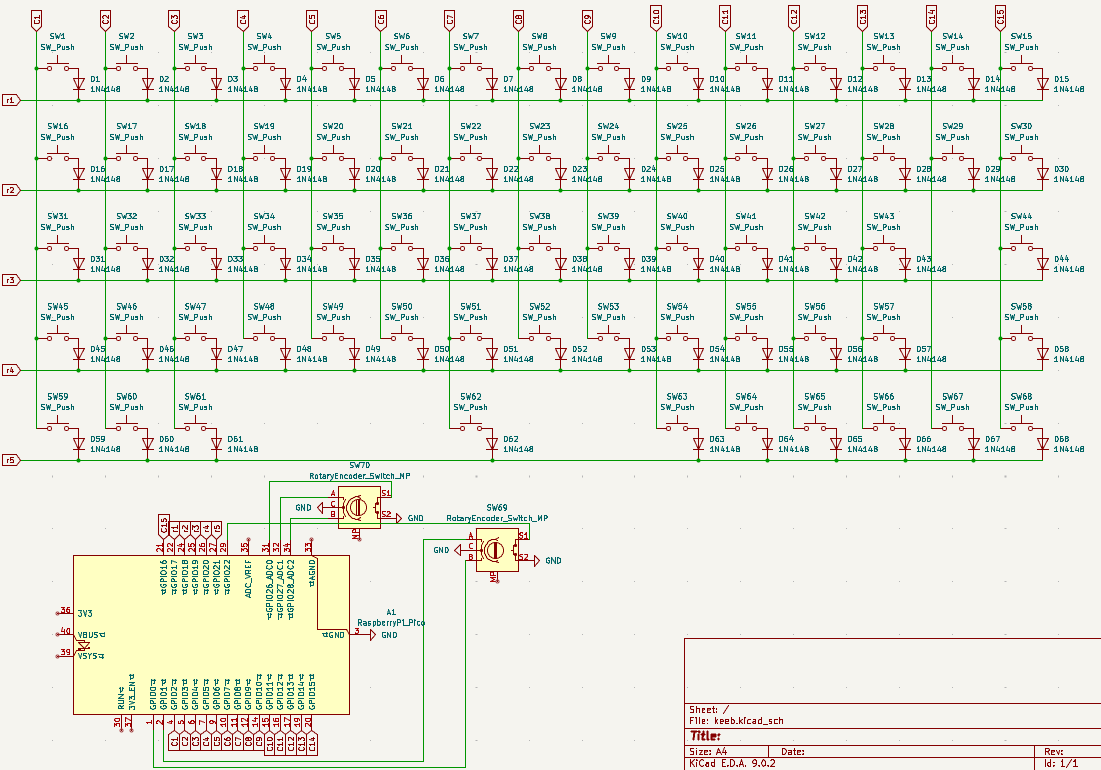 C1 C2 C3 C4 C5 C6 C7 C8 C9 C10 C11 C12 C13 C14 C15
SW1 SW2 SW3 SW4 SW5 SW6 SW7 SW8 SW9 SW10 SW11 SW12 SW13 SW14 SW15
SW_Push SW_Push SW_Push SW_Push SW_Push SW_Push SW_Push SW_Push SW_Push SW_Push SW_Push SW_Push SW_Push SW_Push SW_Push
D1 D2 D3 D4 D5 D6 D7 D8 D9 D10 D11 D12 D13 D14 D15
1N4148 1N4148 1N4148 1N4148 1N4148 1N4148 1N4148 1N4148 1N4148 1N4148 1N4148 1N4148 1N4148 1N4148 1N4148
r1
SW16 SW17 SW18 SW19 SW20 SW21 SW22 SW23 SW24 SW25 SW26 SW27 SW28 SW29 SW30
SW_Push SW_Push SW_Push SW_Push SW_Push SW_Push SW_Push SW_Push SW_Push SW_Push SW_Push SW_Push SW_Push SW_Push SW_Push
D16 D17 D18 D19 D20 D21 D22 D23 D24 D25 D26 D27 D28 D29 D30
1N4148 1N4148 1N4148 1N4148 1N4148 1N4148 1N4148 1N4148 1N4148 1N4148 1N4148 1N4148 1N4148 1N4148 1N4148
r2
SW31 SW32 SW33 SW34 SW35 SW36 SW37 SW38 SW39 SW40 SW41 SW42 SW43 SW44
SW_Push SW_Push SW_Push SW_Push SW_Push SW_Push SW_Push SW_Push SW_Push SW_Push SW_Push SW_Push SW_Push SW_Push
D31 D32 D33 D34 D35 D36 D37 D38 D39 D40 D41 D42 D43 D44
1N4148 1N4148 1N4148 1N4148 1N4148 1N4148 1N4148 1N4148 1N4148 1N4148 1N4148 1N4148 1N4148 1N4148
r3
SW45 SW46 SW47 SW48 SW49 SW50 SW51 SW52 SW53 SW54 SW55 SW56 SW57 SW58
SW_Push SW_Push SW_Push SW_Push SW_Push SW_Push SW_Push SW_Push SW_Push SW_Push SW_Push SW_Push SW_Push SW_Push
D45 D46 D47 D48 D49 D50 D51 D52 D53 D54 D55 D56 D57 D58
1N4148 1N4148 1N4148 1N4148 1N4148 1N4148 1N4148 1N4148 1N4148 1N4148 1N4148 1N4148 1N4148 1N4148
r4
SW59 SW60 SW61 SW62 SW63 SW64 SW65 SW66 SW67 SW68
SW_Push SW_Push SW_Push SW_Push SW_Push SW_Push SW_Push SW_Push SW_Push SW_Push
D59 D60 D61 D62 D63 D64 D65 D66 D67 D68
1N4148 1N4148 1N4148 1N4148 1N4148 1N4148 1N4148 1N4148 1N4148 1N4148
r5
SW70
RotaryEncoder_Switch_MP
A S1
GND C
B S2 GND
MP
SW69
RotaryEncoder_Switch_MP
A S1
GND C
B S2 GND
MP
C15 r1 r2 r3 r4 r5
21 22 24 25 26 27 29 35 31 32 34 33
GPIO16 GPIO17 GPIO18 GPIO19 GPIO20 GPIO21 GPIO22 ADC_VREF GPIO26_ADC0 GPIO27_ADC1 GPIO28_ADC2 AGND
36 3V3
40 VBUS
39 VSYS
A1
RaspberryPi_Pico
GND 3 GND
RUN 3V3_EN GPIO0 GPIO1 GPIO2 GPIO3 GPIO4 GPIO5 GPIO6 GPIO7 GPIO8 GPIO9 GPIO10 GPIO11 GPIO12 GPIO13 GPIO14 GPIO15
30 37 1 2 4 5 6 7 9 10 11 12 14 15 16 17 19 20
C1 C2 C3 C4 C5 C6 C7 C8 C9 C10 C11 C12 C13 C14
Sheet: /
File: keeb.kicad_sch
Title:
Size: A4 Date: Rev:
KiCad E.D.A. 9.0.2 Id: 1/1